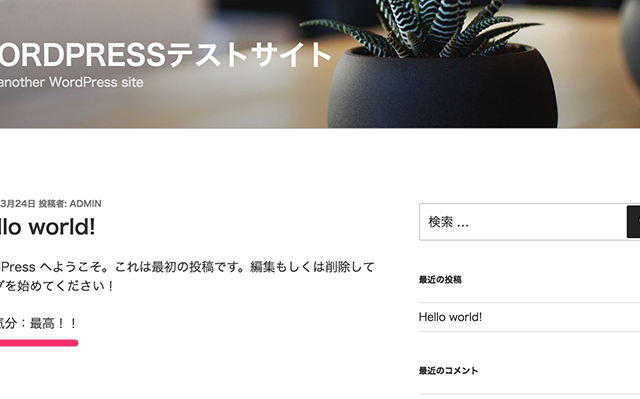 ORDPRESSテストサイト
another WordPress site
3月24日 投稿者: ADMIN
llo world!
Press へようこそ。これは最初の投稿です。編集もしくは削除して
を始めてください！
気分：最高！！
検索 …
最近の投稿
Hello world!
最近のコメント